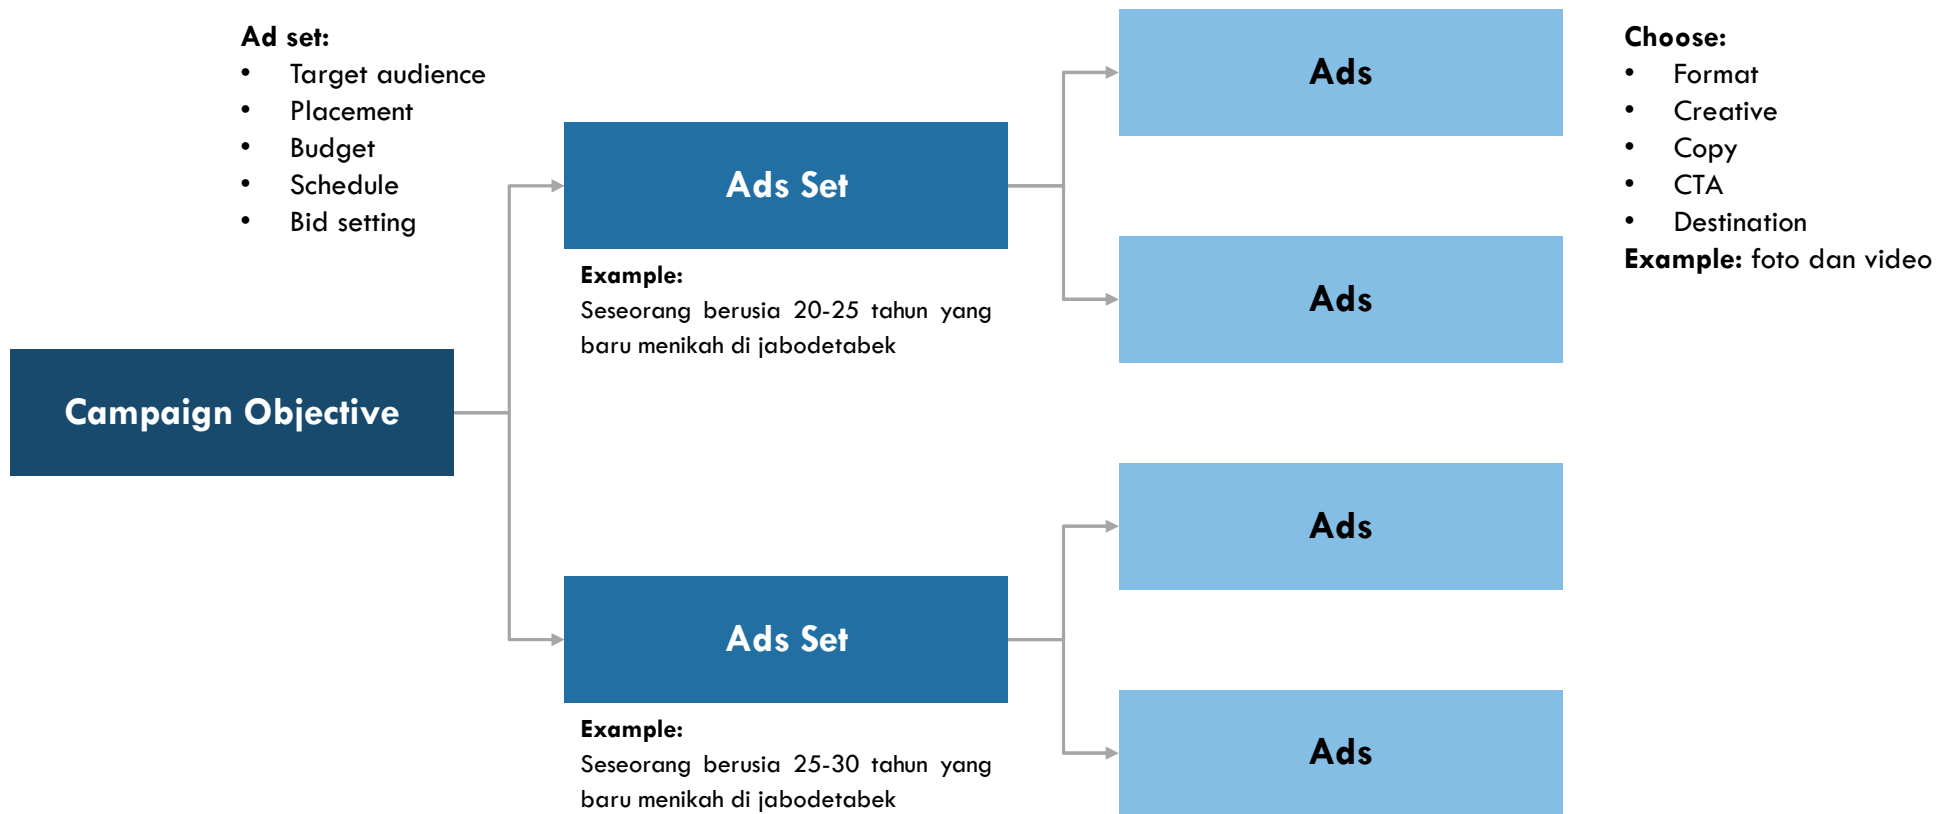 Ad set:
• Target audience
• Placement
• Budget
• Schedule
• Bid setting
Campaign Objective
Ads Set
Example:
Seseorang berusia 20-25 tahun yang
baru menikah di jabodetabek
Ads Set
Example:
Seseorang berusia 25-30 tahun yang
baru menikah di jabodetabek
Ads
Ads
Ads
Ads
Choose:
• Format
• Creative
• Copy
• CTA
• Destination
Example: foto dan video